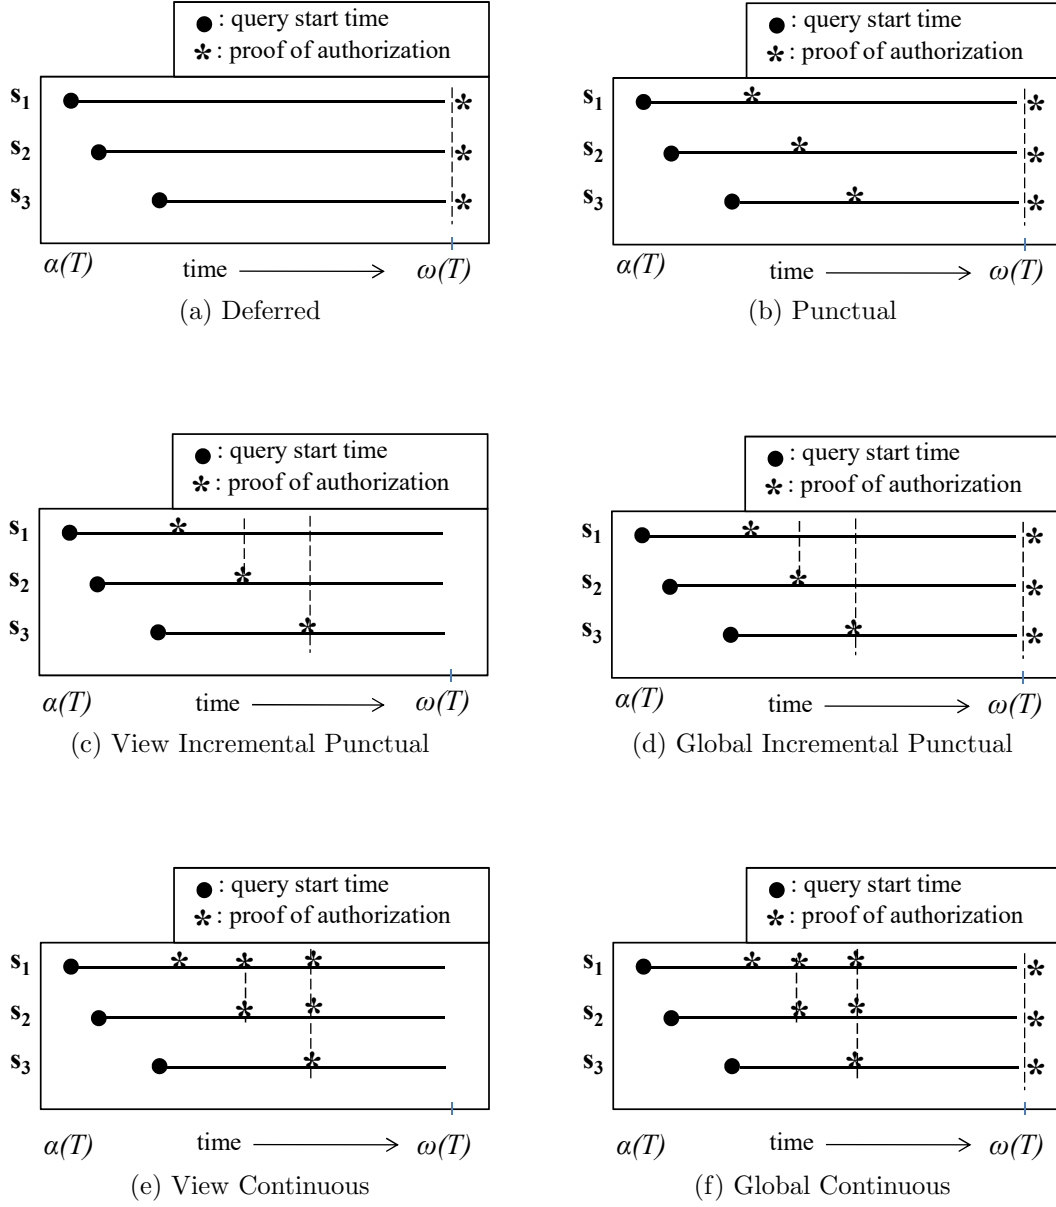 ●: query start time
*: proof of authorization
s1
s2
s3
α(T) time ω(T)
(a) Deferred
●: query start time
*: proof of authorization
s1
s2
s3
α(T) time ω(T)
(b) Punctual
●: query start time
*: proof of authorization
s1
s2
s3
α(T) time ω(T)
(c) View Incremental Punctual
●: query start time
*: proof of authorization
s1
s2
s3
α(T) time ω(T)
(d) Global Incremental Punctual
●: query start time
*: proof of authorization
s1
s2
s3
α(T) time ω(T)
(e) View Continuous
●: query start time
*: proof of authorization
s1
s2
s3
α(T) time ω(T)
(f) Global Continuous